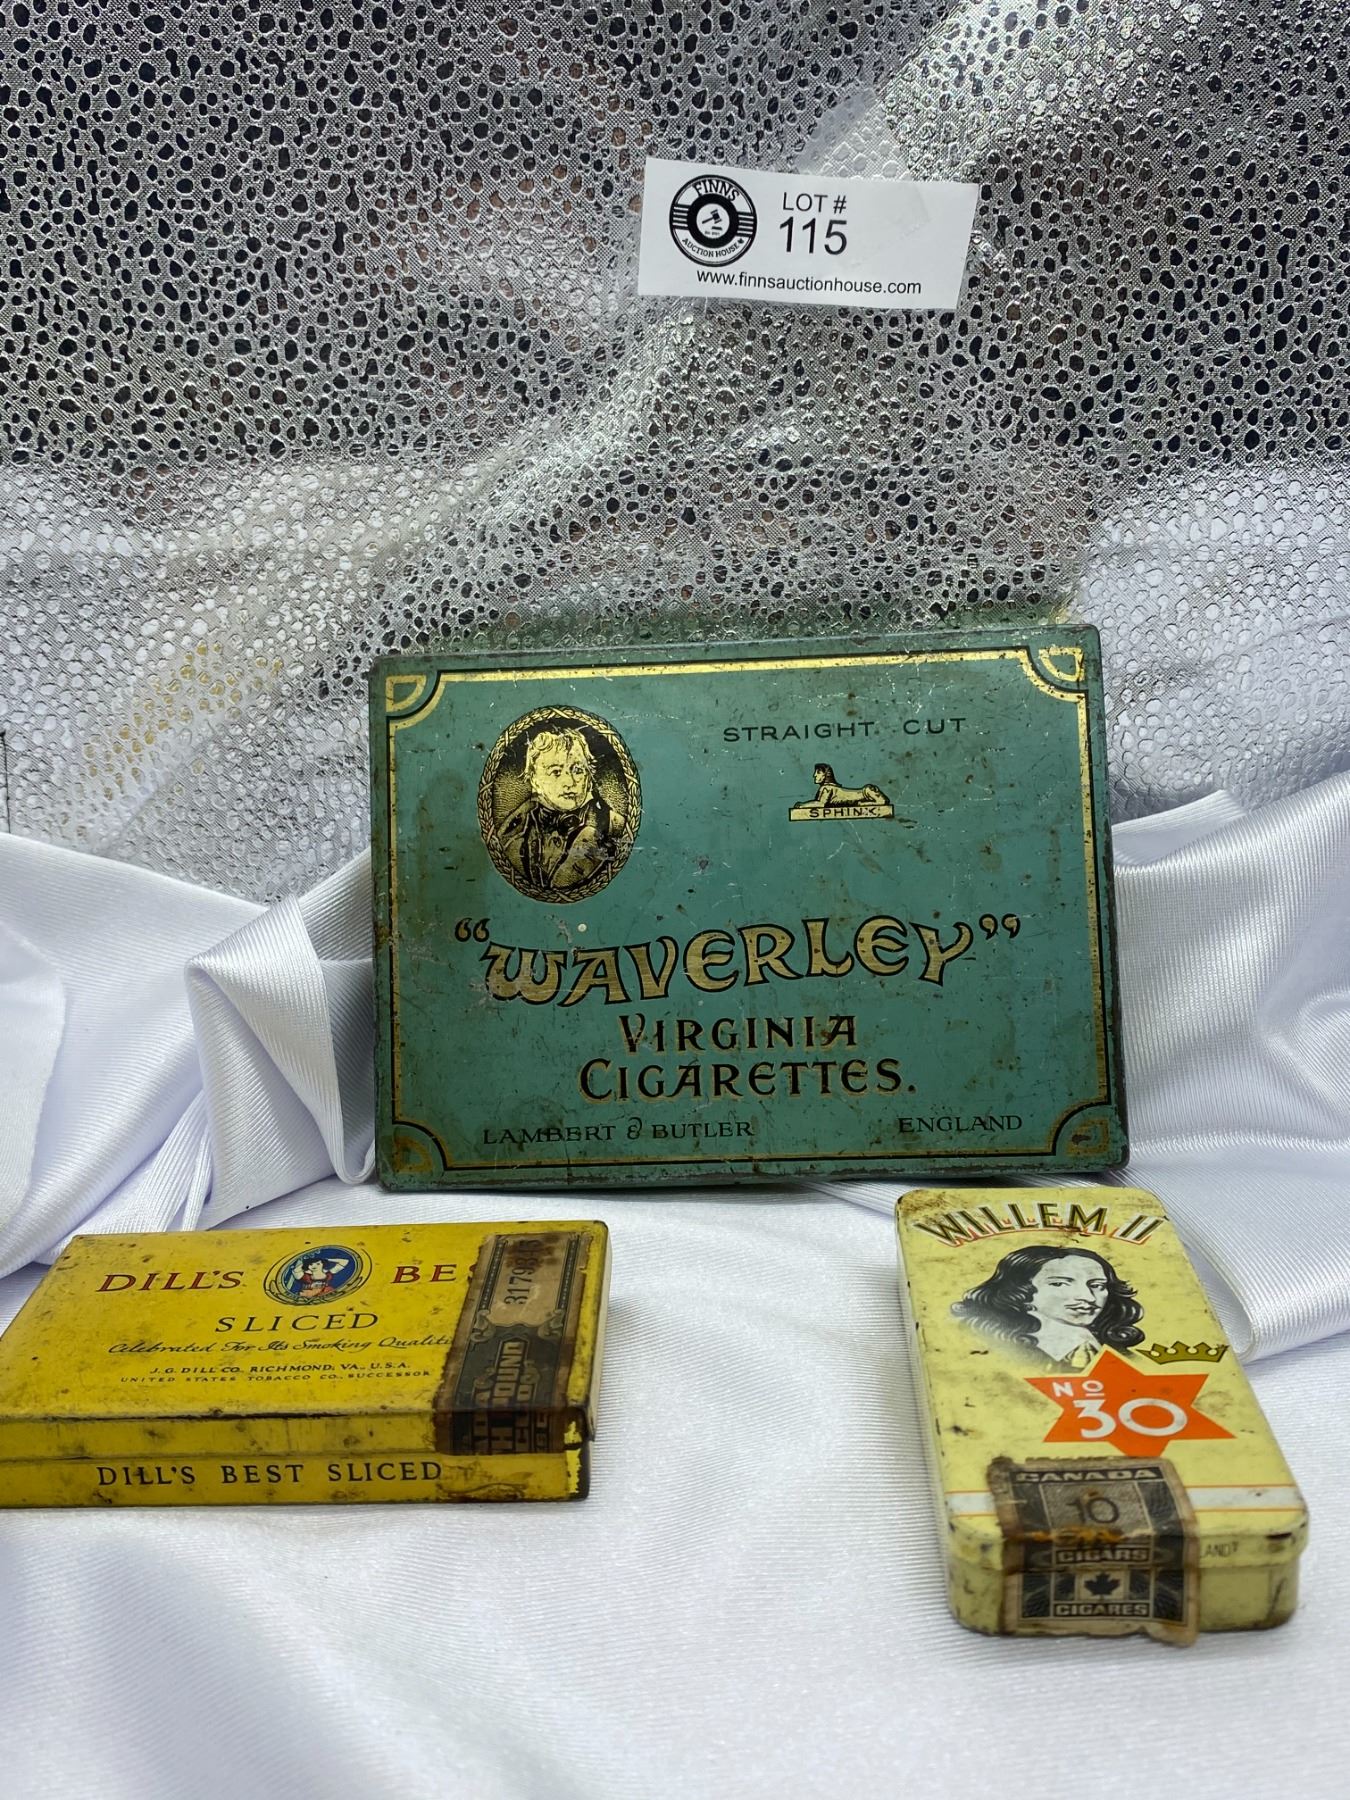 FINNS
AUCTION HOUSE
LOT #
115
www.finnsauctionhouse.com
STRAIGHT CUT
SPHINX
"WAVERLEY"
VIRGINIA
CIGARETTES.
LAMBERT & BUTLER ENGLAND
DILL'S BES
SLICED
Celebrated For Its Smoking Qualiti
J. G. DILL CO. RICHMOND, VA., U.S.A.
UNITED STATES TOBACCO CO., SUCCESSOR
DILL'S BEST SLICED
WILLEM II
No
30
CANADA
10
CIGARS
CIGARES